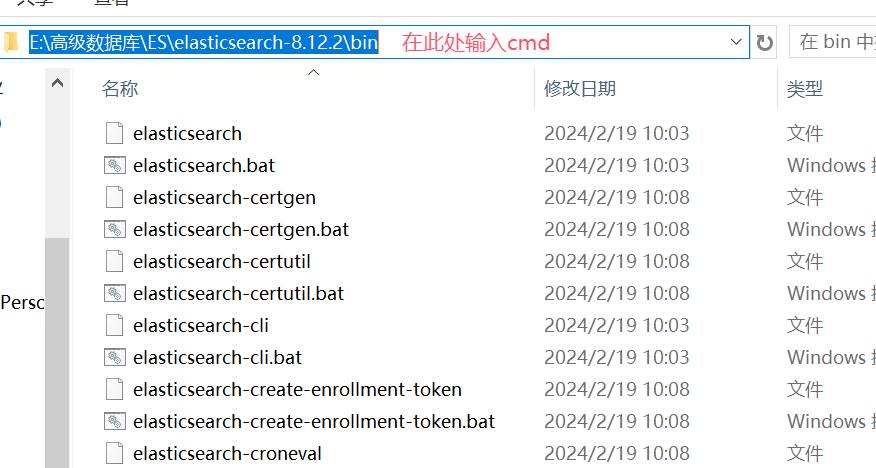 共享 查看
E:\高级数据库\ES\elasticsearch-8.12.2\bin 在此处输入cmd 在 bin 中
名称 修改日期 类型
elasticsearch 2024/2/19 10:03 文件
elasticsearch.bat 2024/2/19 10:03 Windows
elasticsearch-certgen 2024/2/19 10:08 文件
elasticsearch-certgen.bat 2024/2/19 10:08 Windows
elasticsearch-certutil 2024/2/19 10:08 文件
elasticsearch-certutil.bat 2024/2/19 10:08 Windows
elasticsearch-cli 2024/2/19 10:03 文件
elasticsearch-cli.bat 2024/2/19 10:03 Windows
Perso
elasticsearch-create-enrollment-token 2024/2/19 10:08 文件
elasticsearch-create-enrollment-token.bat 2024/2/19 10:08 Windows
elasticsearch-croneval 2024/2/19 10:08 文件